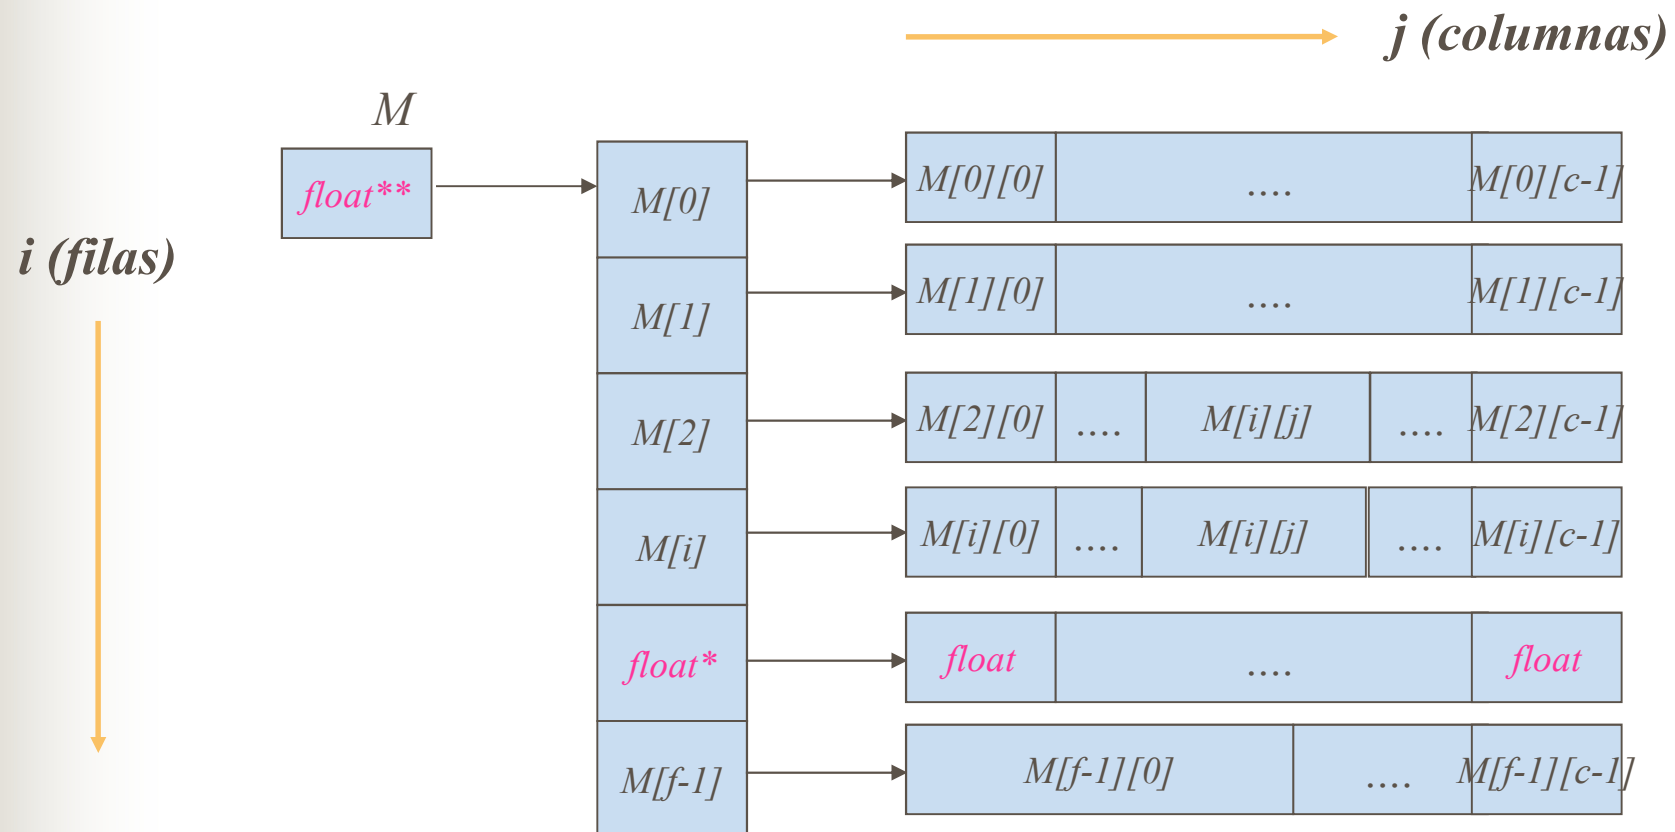 j (columnas)
M
float**
i (filas)
M[0]
M[0][0] .... M[0][c-1]
M[1]
M[1][0] .... M[1][c-1]
M[2]
M[2][0] .... M[i][j] .... M[2][c-1]
M[i]
M[i][0] .... M[i][j] .... M[i][c-1]
float*
float .... float
M[f-1]
M[f-1][0] .... M[f-1][c-1]